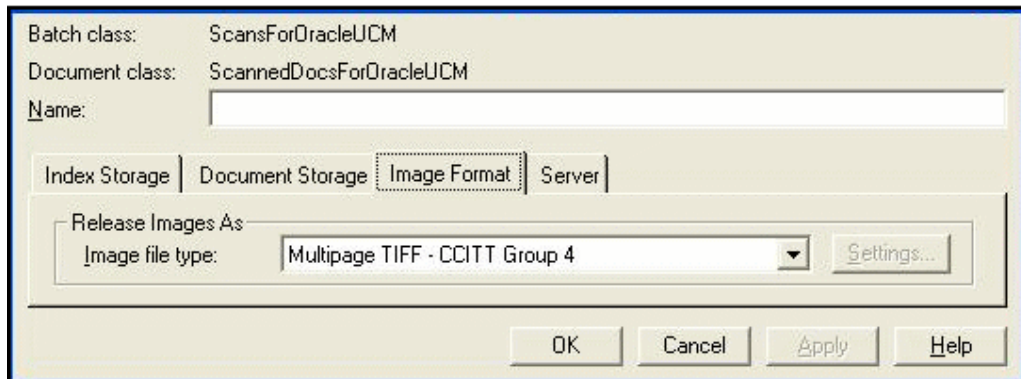 Batch class: ScansForOracleUCM
Document class: ScannedDocsForOracleUCM
Name:
Index Storage Document Storage Image Format Server
Release Images As
Image file type: Multipage TIFF - CCITT Group 4 Settings...
OK Cancel Apply Help